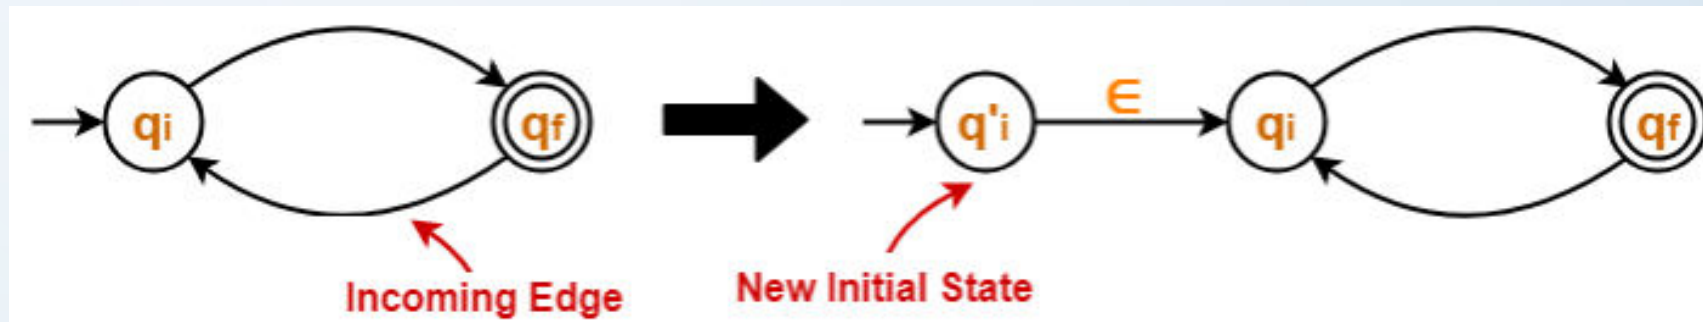 qi
qf
q'i
∈
qi
qf
Incoming Edge
New Initial State